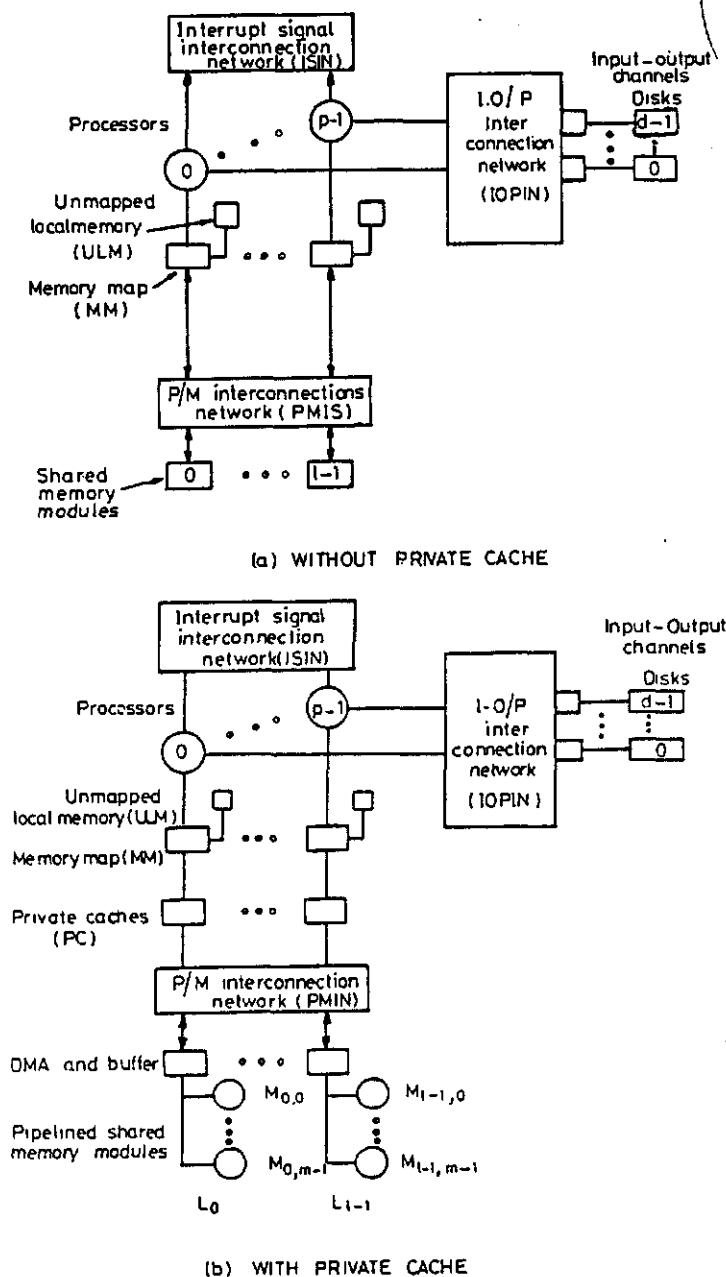 Interrupt signal
interconnection
network (ISIN)
Input-output
channels
Disks
Processors
p-1
I.O/P
Inter
connection
network
(IOPIN)
d-1
0
0
Unmapped
localmemory
(ULM)
Memory map
(MM)
P/M interconnections
network (PMIS)
Shared
memory
modules
0
l-1
(a) WITHOUT PRIVATE CACHE
Interrupt signal
interconnection
network(ISIN)
Input-Output
channels
Disks
Processors
p-1
I-O/P
inter
connection
network
(IOPIN)
d-1
0
0
Unmapped
local memory(ULM)
Memory map(MM)
Private caches
(PC)
P/M interconnection
network (PMIN)
DMA and buffer
M0,0
Ml-1,0
Pipelined shared
memory modules
M0,m-1
Ml-1,m-1
L0
Ll-1
(b) WITH PRIVATE CACHE